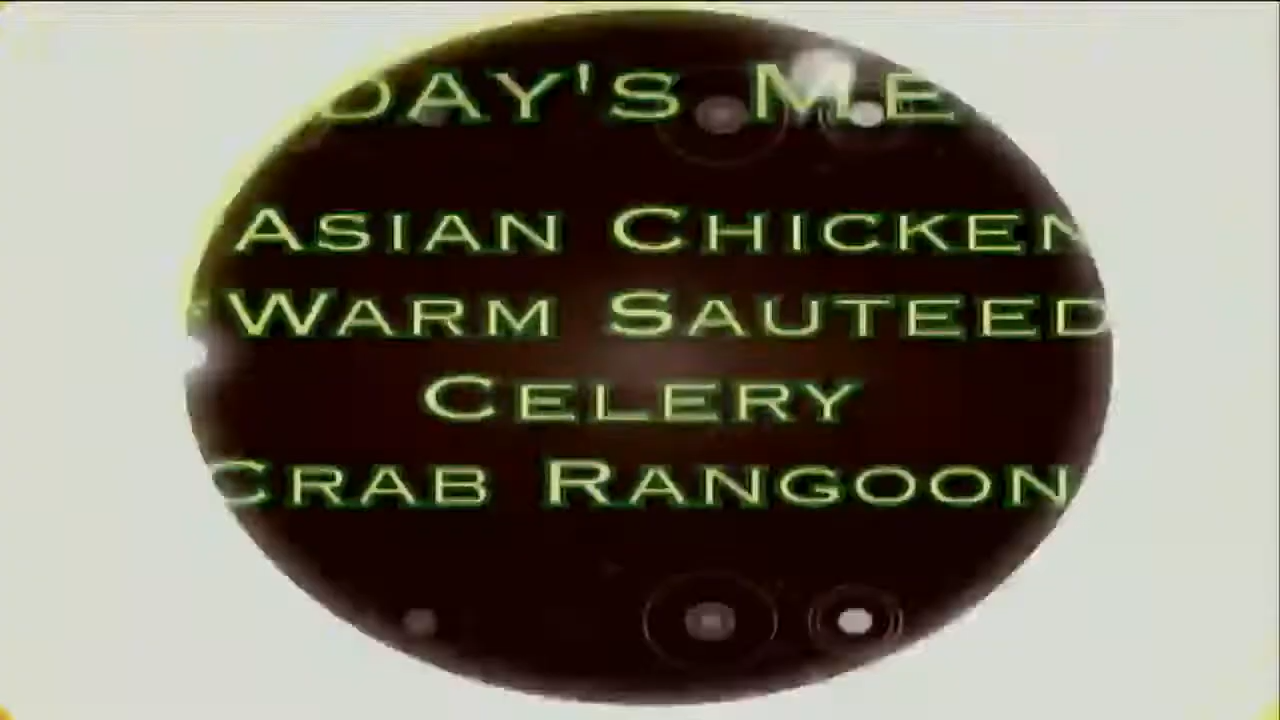 DAY'S ME
ASIAN CHICKEN
WARM SAUTEED
CELERY
CRAB RANGOON